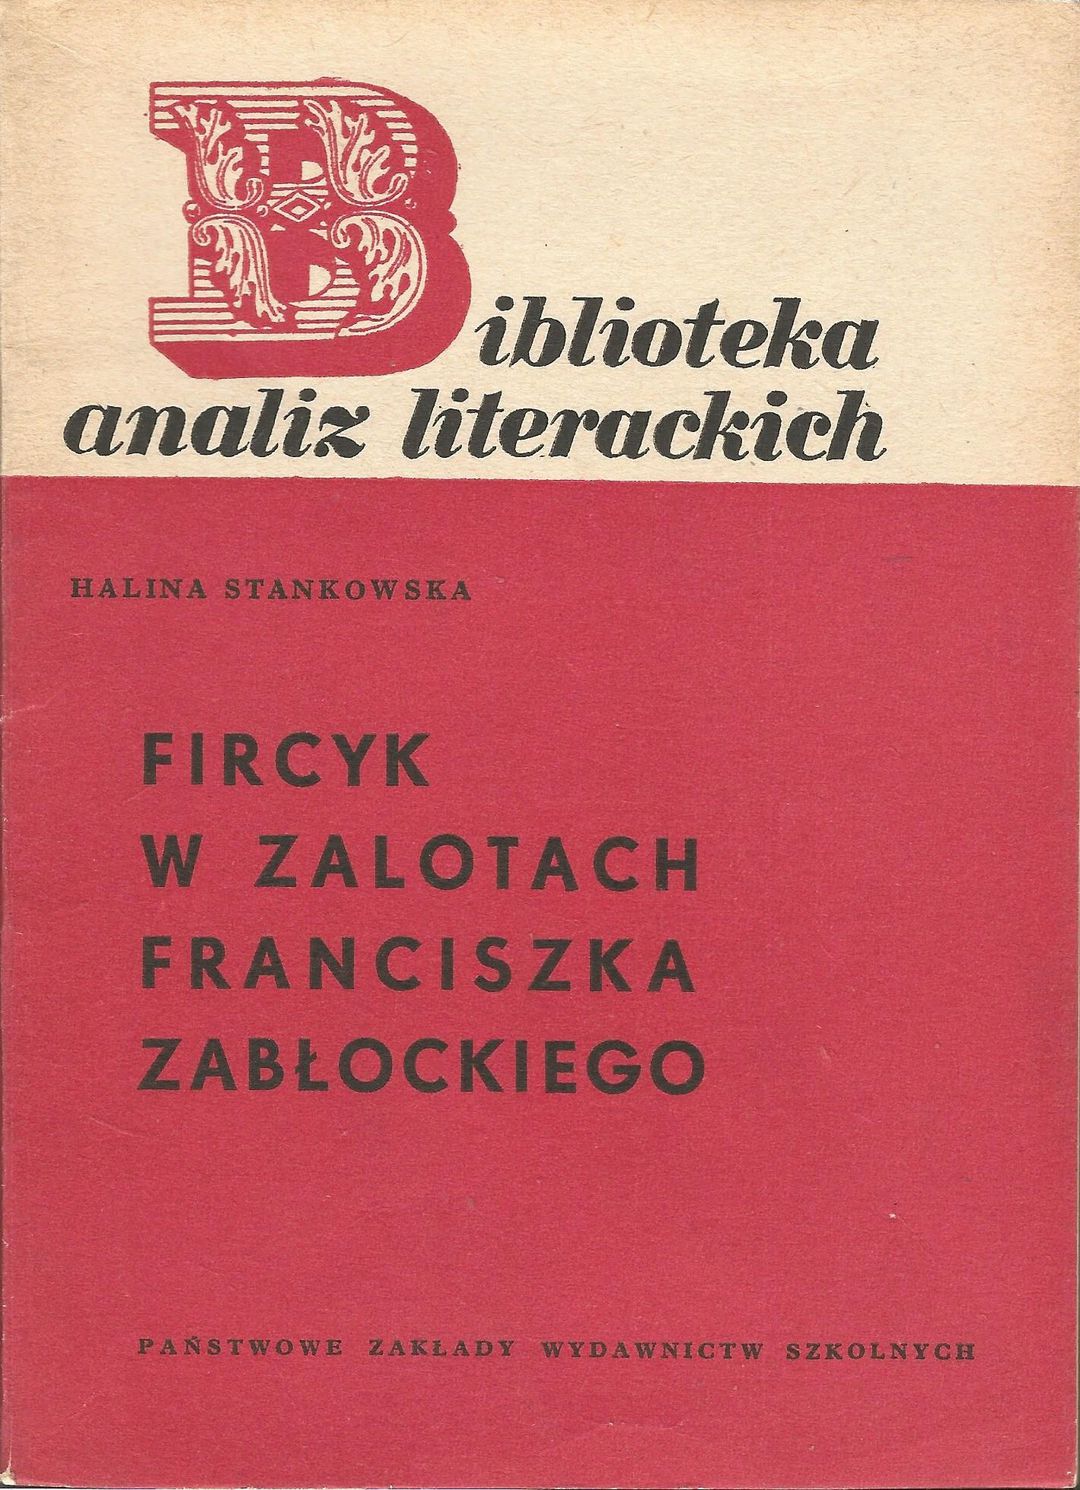 Biblioteka
analiz literackich
HALINA STANKOWSKA
FIRCYK
W ZALOTACH
FRANCISZKA
ZABŁOCKIEGO
PAŃSTWOWE ZAKŁADY WYDAWNICTW SZKOLNYCH